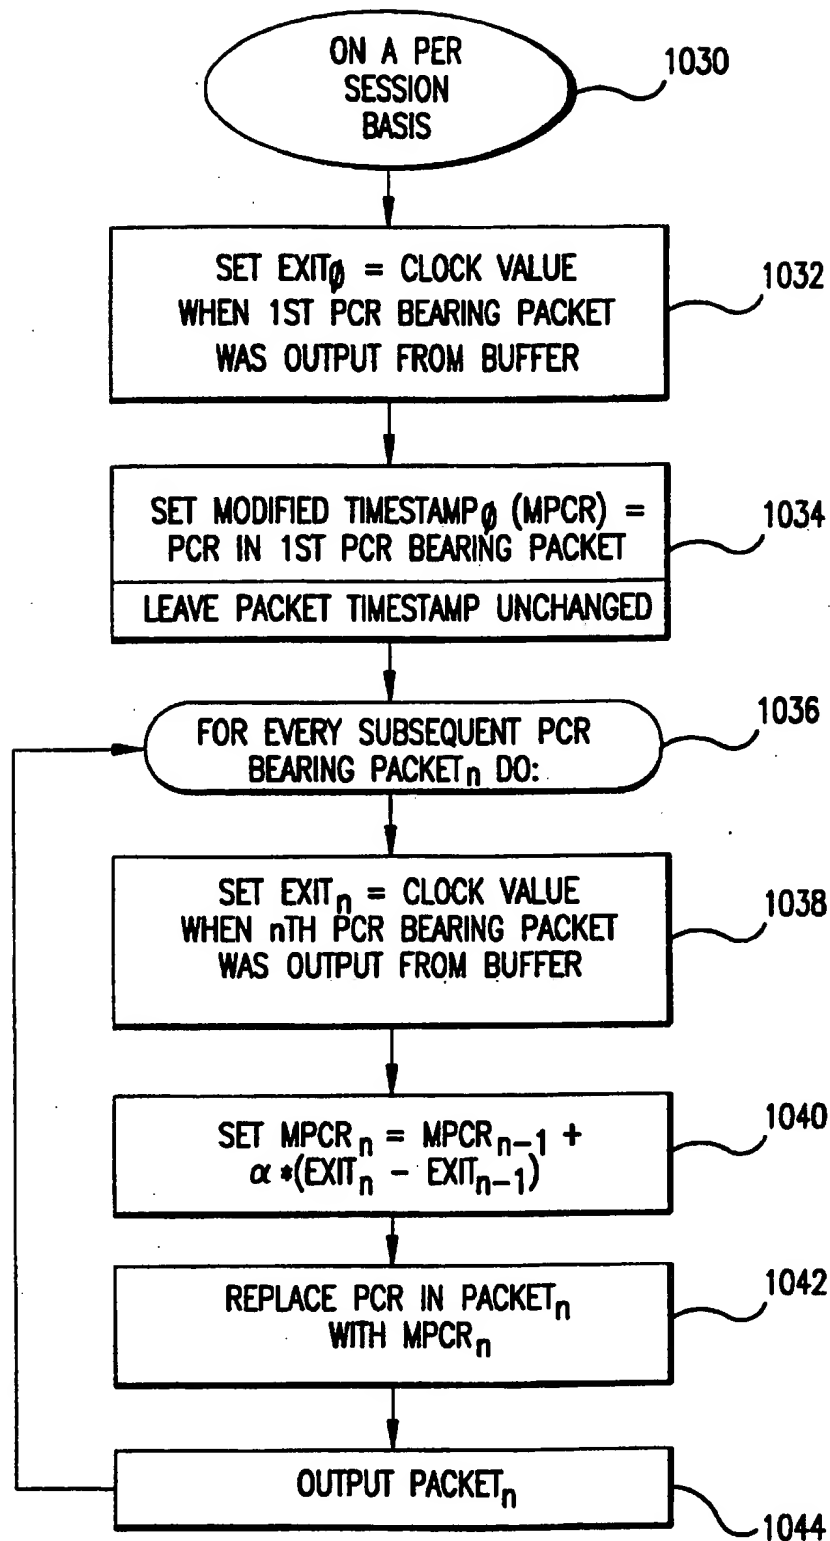 ON A PER
SESSION
BASIS
1030
SET EXIT₀ = CLOCK VALUE
WHEN 1ST PCR BEARING PACKET
WAS OUTPUT FROM BUFFER
1032
SET MODIFIED TIMESTAMP₀ (MPCR) =
PCR IN 1ST PCR BEARING PACKET
LEAVE PACKET TIMESTAMP UNCHANGED
1034
FOR EVERY SUBSEQUENT PCR
BEARING PACKETₙ DO:
1036
SET EXITₙ = CLOCK VALUE
WHEN nTH PCR BEARING PACKET
WAS OUTPUT FROM BUFFER
1038
SET MPCRₙ = MPCRₙ₋₁ +
α*(EXITₙ - EXITₙ₋₁)
1040
REPLACE PCR IN PACKETₙ
WITH MPCRₙ
1042
OUTPUT PACKETₙ
1044